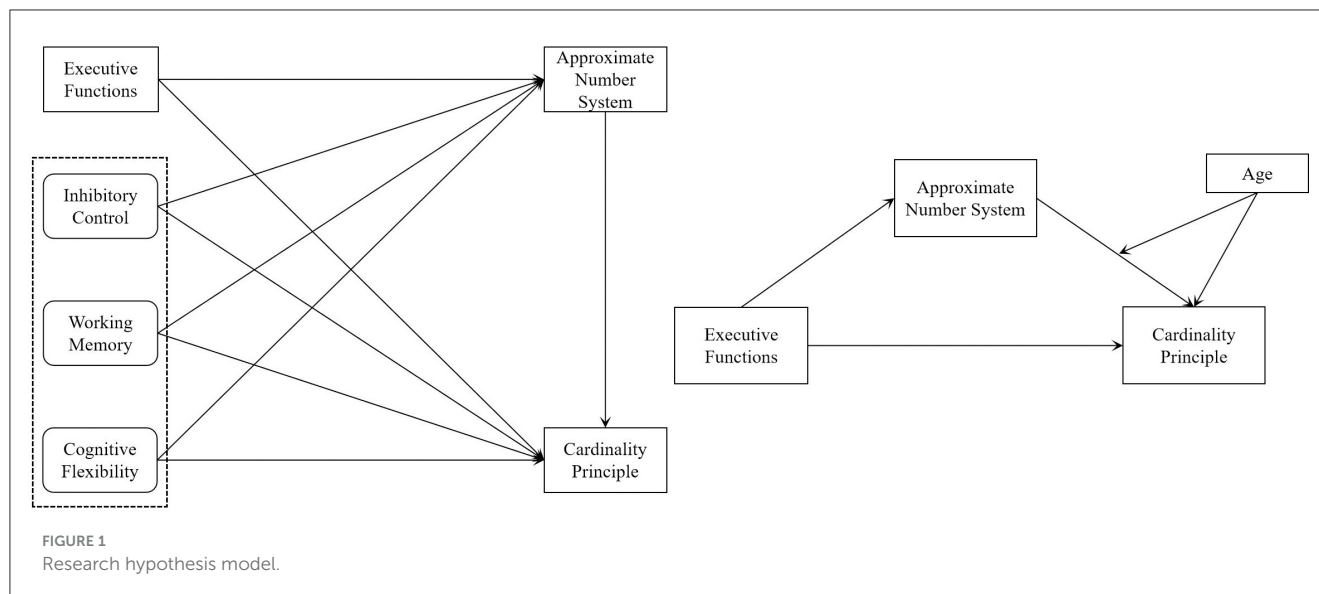 Executive
Functions
Approximate
Number
System
Inhibitory
Control
Working
Memory
Cognitive
Flexibility
Cardinality
Principle
Approximate
Number System
Age
Executive
Functions
Cardinality
Principle
FIGURE 1
Research hypothesis model.